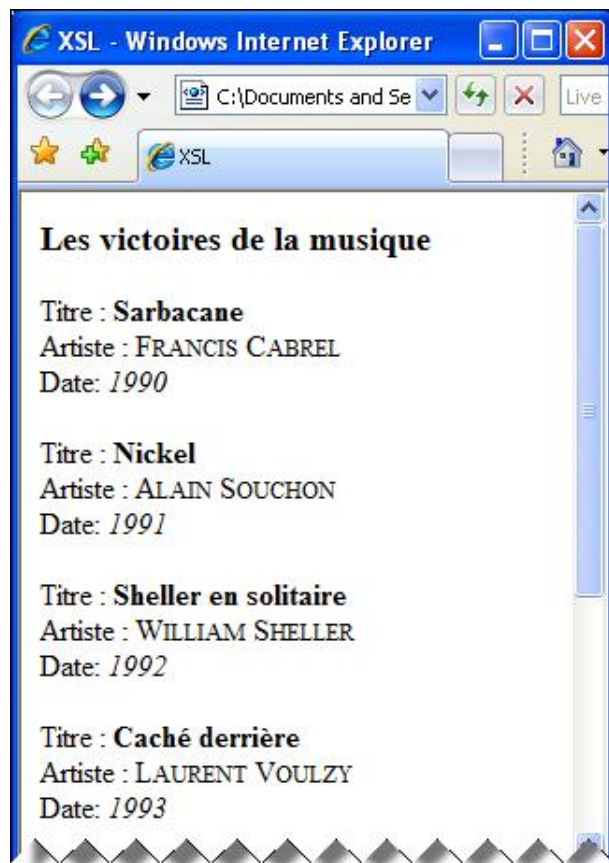 XSL - Windows Internet Explorer
C:\Documents and Se
Live
XSL
Les victoires de la musique
Titre : Sarbacane
Artiste : FRANCIS CABREL
Date: 1990
Titre : Nickel
Artiste : ALAIN SOUCHON
Date: 1991
Titre : Sheller en solitaire
Artiste : WILLIAM SHELLER
Date: 1992
Titre : Caché derrière
Artiste : LAURENT VOULZY
Date: 1993